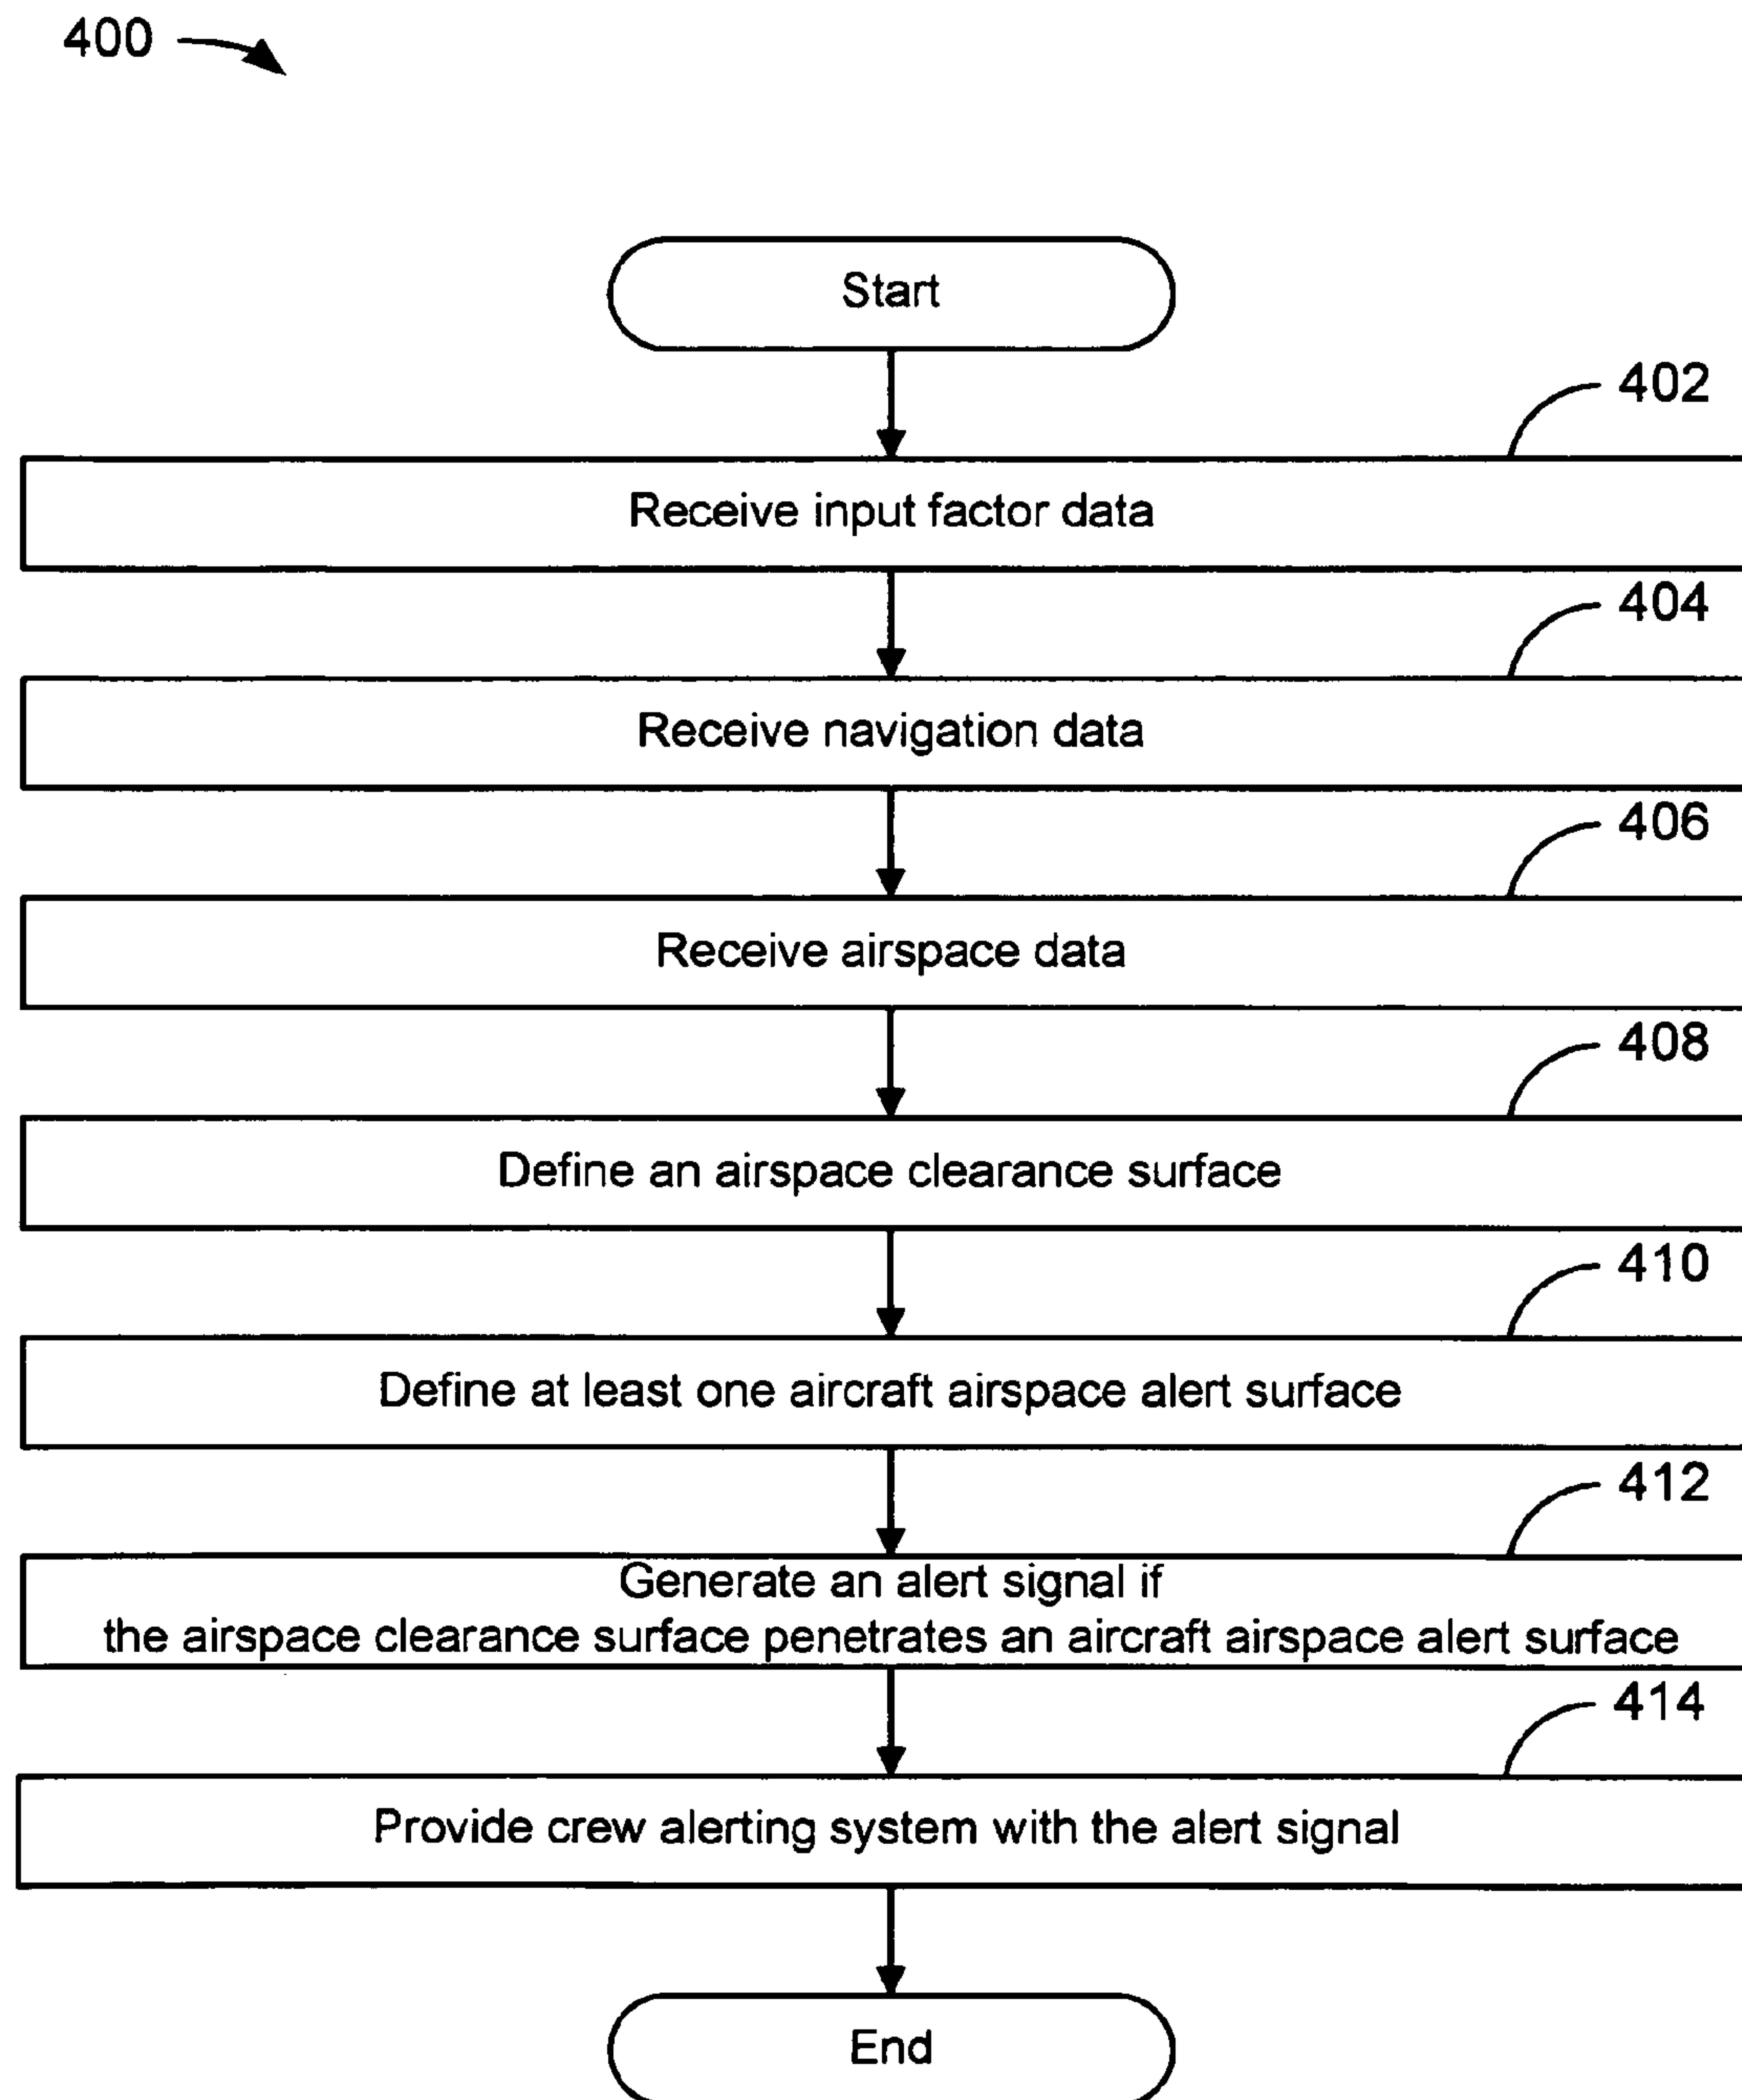 400
Start
402
Receive input factor data
404
Receive navigation data
406
Receive airspace data
408
Define an airspace clearance surface
410
Define at least one aircraft airspace alert surface
412
Generate an alert signal if
the airspace clearance surface penetrates an aircraft airspace alert surface
414
Provide crew alerting system with the alert signal
End